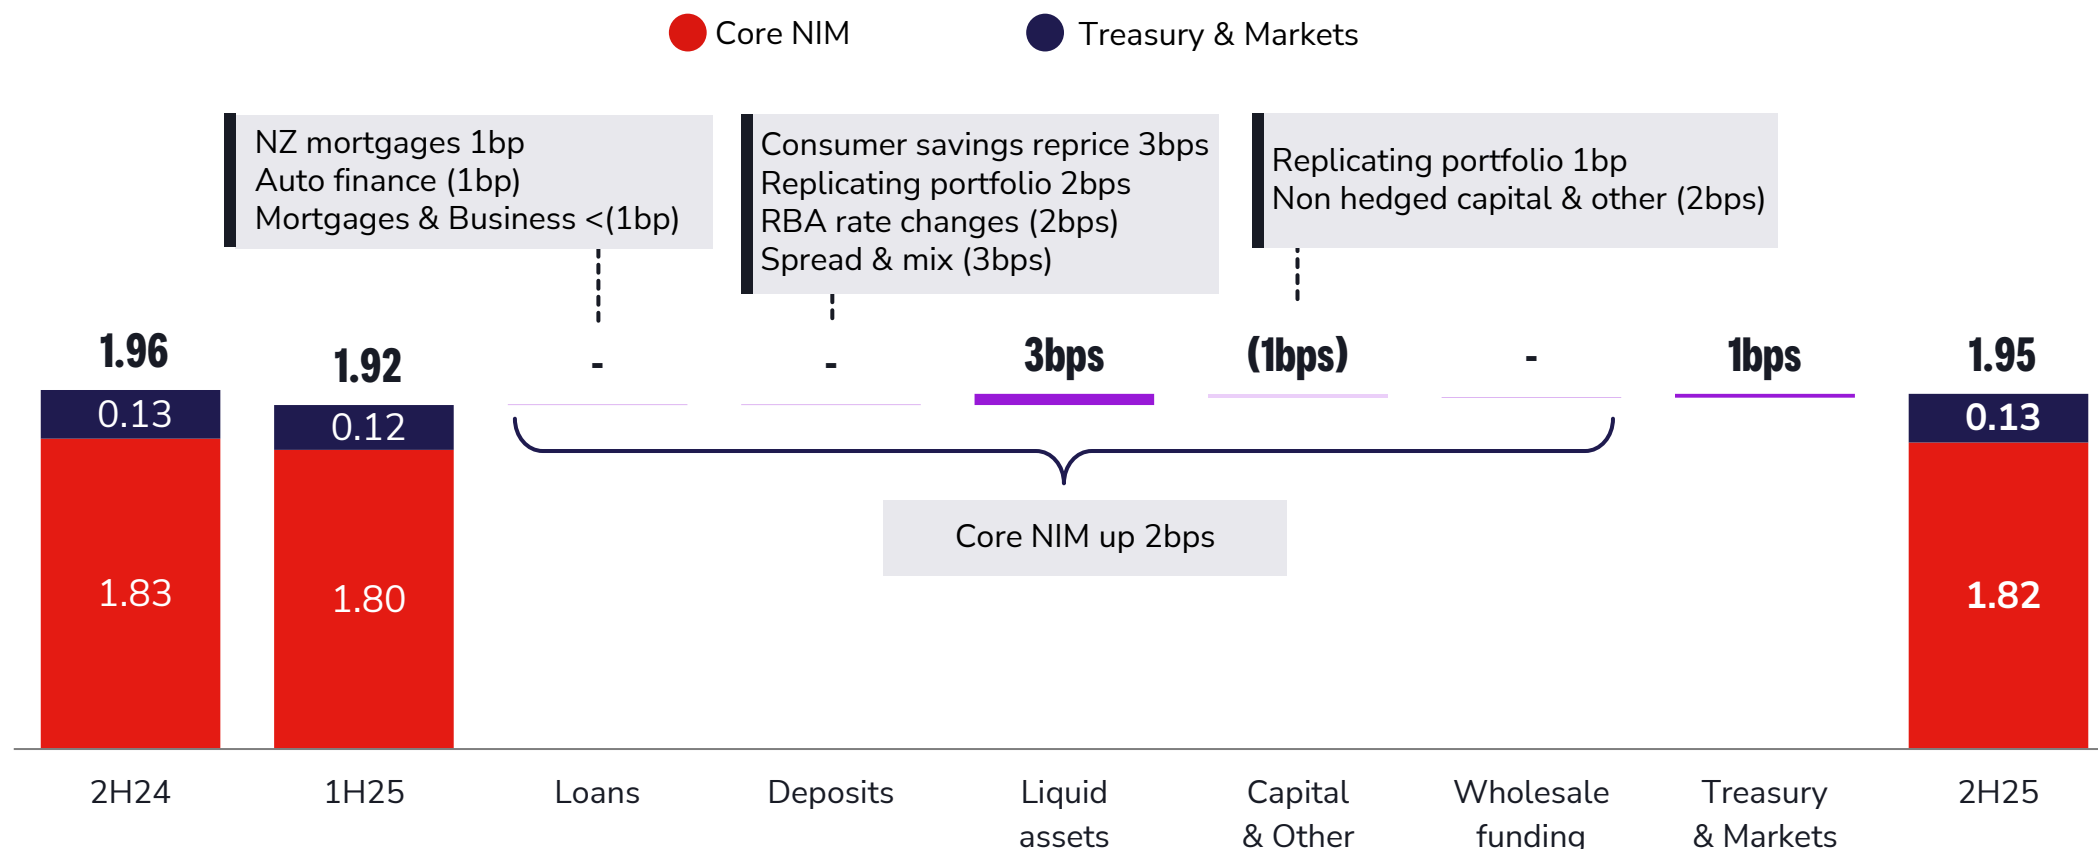 Core NIM
Treasury & Markets
NZ mortgages 1bp
Auto finance (1bp)
Mortgages & Business <(1bp)
Consumer savings reprice 3bps
Replicating portfolio 2bps
RBA rate changes (2bps)
Spread & mix (3bps)
Replicating portfolio 1bp
Non hedged capital & other (2bps)
1.96
1.92
-
-
3bps
(1bps)
-
1bps
1.95
0.13
0.12
0.13
Core NIM up 2bps
1.83
1.80
1.82
2H24
1H25
Loans
Deposits
Liquid
assets
Capital
& Other
Wholesale
funding
Treasury
& Markets
2H25